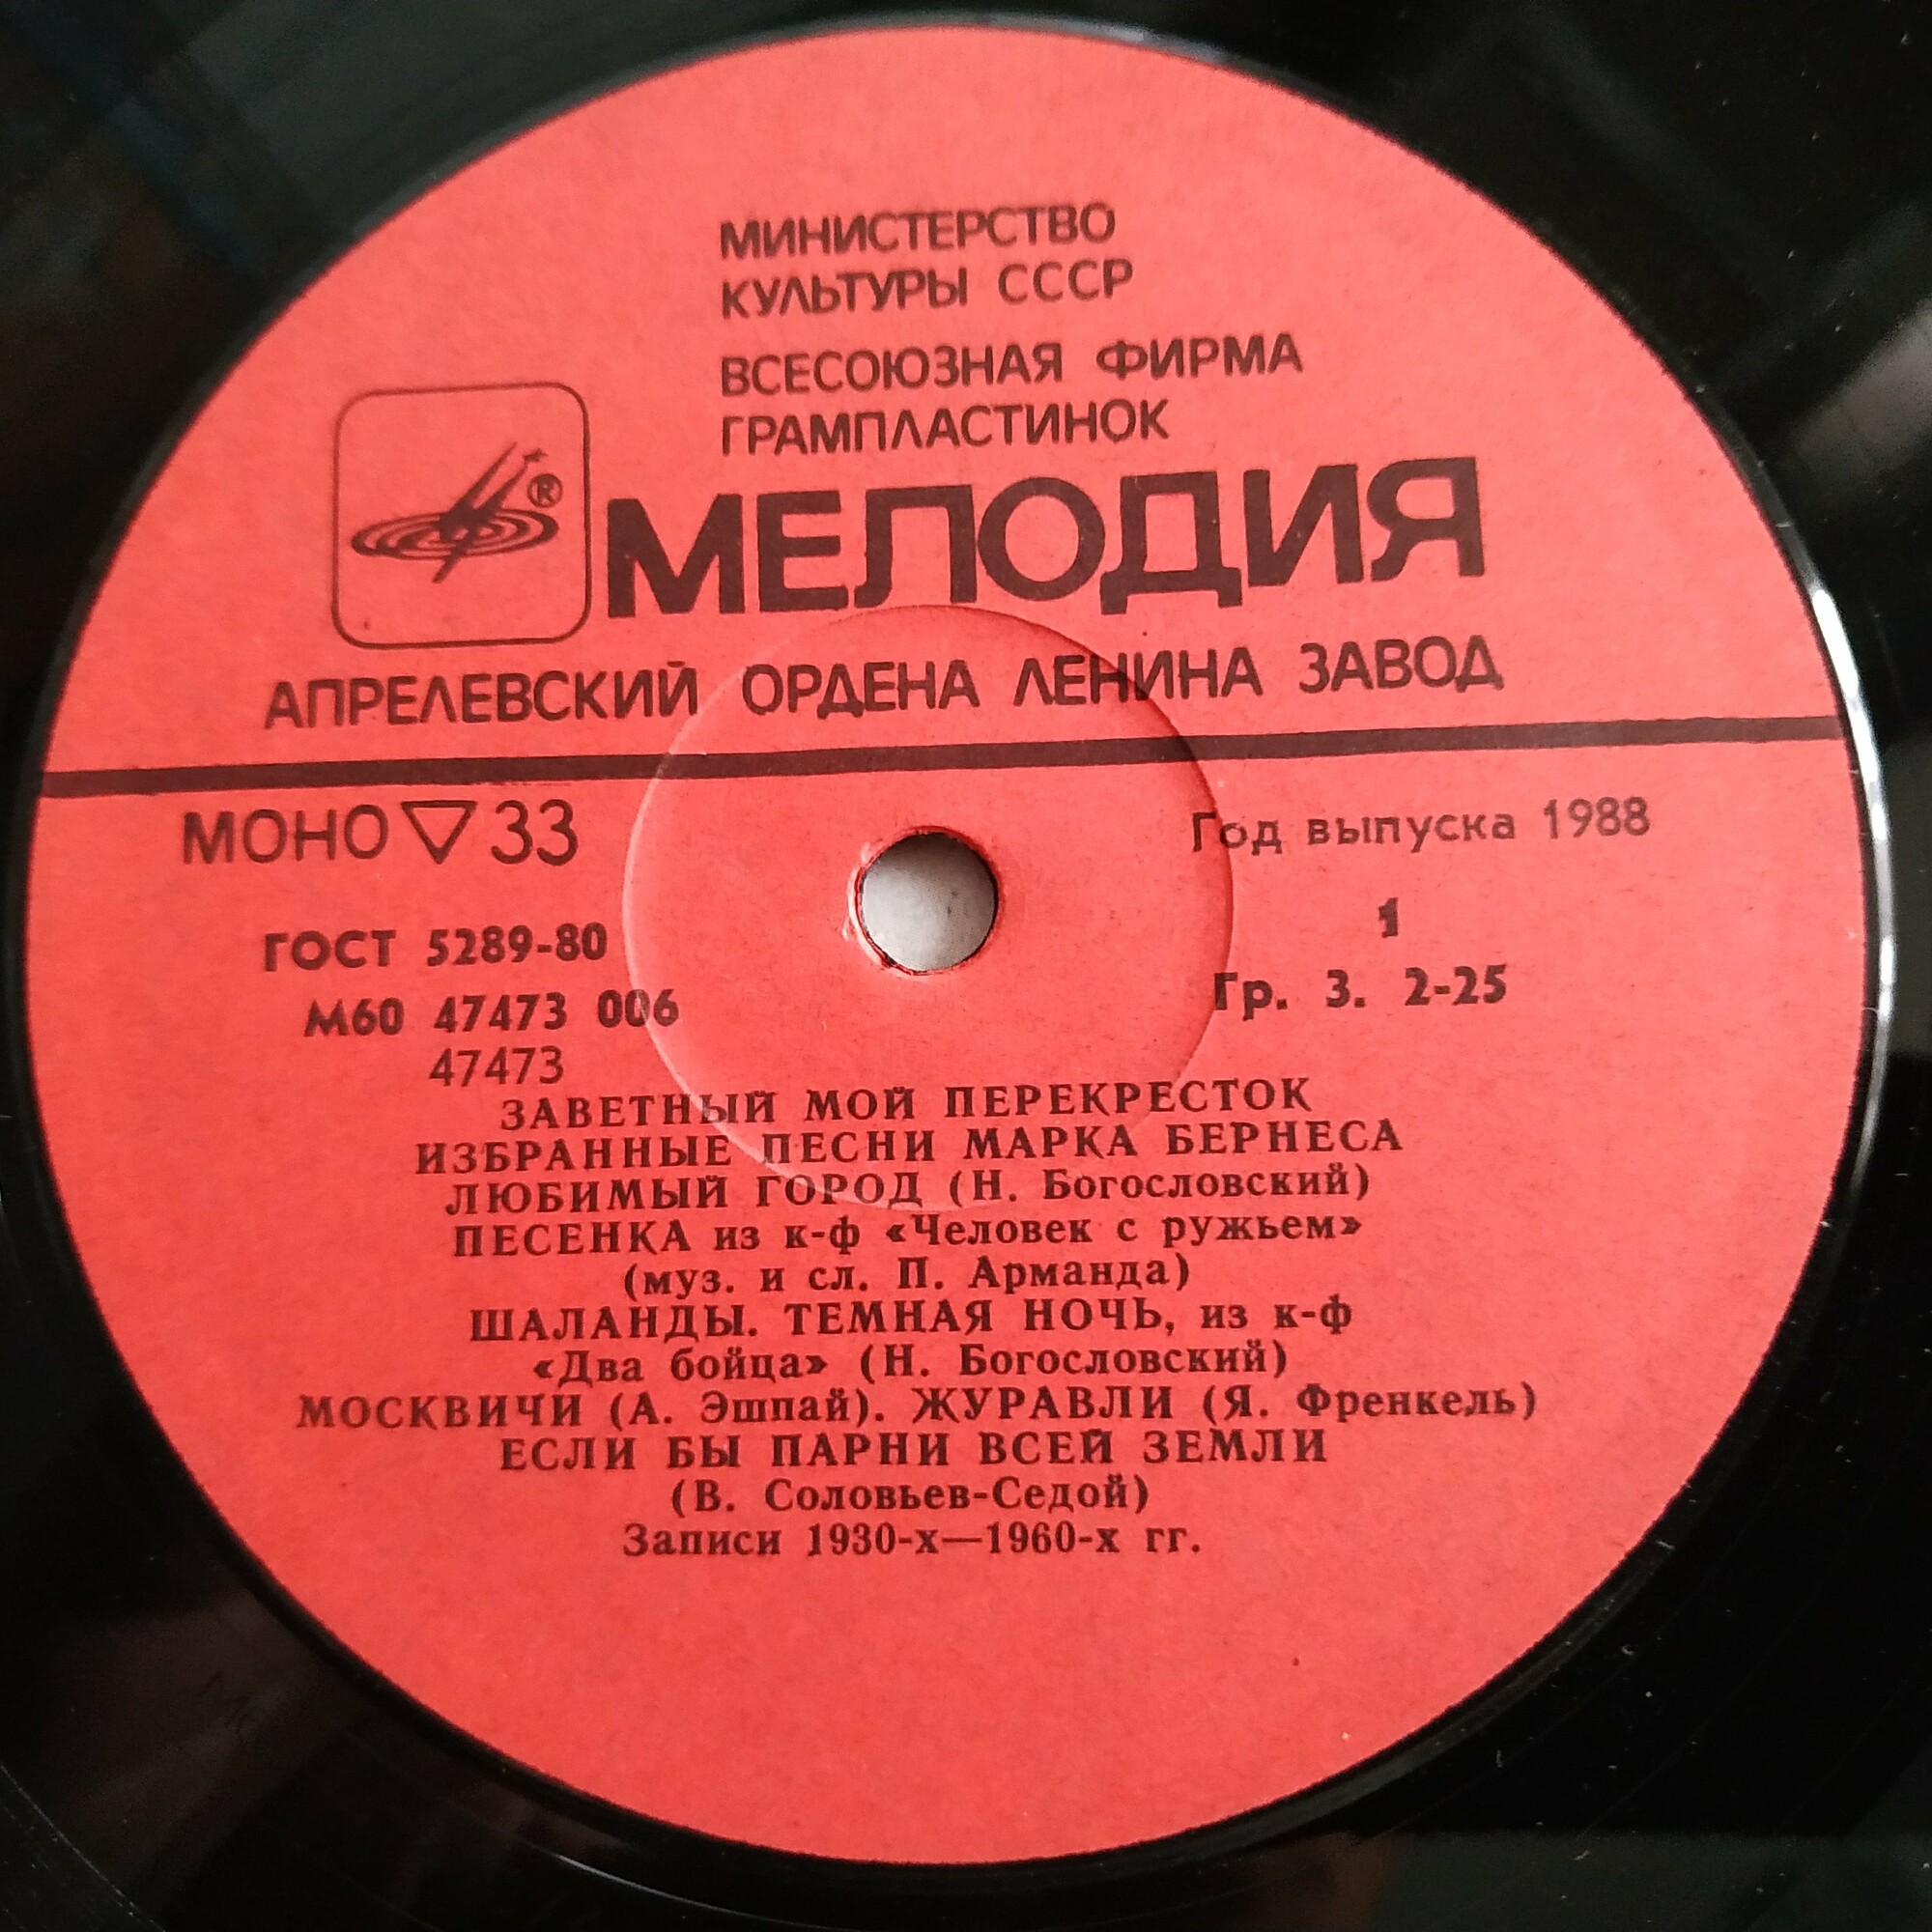 МИНИСТЕРСТВО
КУЛЬТУРЫ СССР
ВСЕСОЮЗНАЯ ФИРМА
ГРАМПЛАСТИНОК
®
МЕЛОДИЯ
АПРЕЛЕВСКИЙ ОРДЕНА ЛЕНИНА ЗАВОД
МОНО ▽ 33
Год выпуска 1988
ГОСТ 5289-80
1
М60 47473 006
Гр. 3. 2-25
47473
ЗАВЕТНЫЙ МОЙ ПЕРЕКРЕСТОК
ИЗБРАННЫЕ ПЕСНИ МАРКА БЕРНЕСА
ЛЮБИМЫЙ ГОРОД (Н. Богословский)
ПЕСЕНКА из к-ф «Человек с ружьем»
(муз. и сл. П. Арманда)
ШАЛАНДЫ. ТЕМНАЯ НОЧЬ, из к-ф
«Два бойца» (Н. Богословский)
МОСКВИЧИ (А. Эшпай). ЖУРАВЛИ (Я. Френкель)
ЕСЛИ БЫ ПАРНИ ВСЕЙ ЗЕМЛИ
(В. Соловьев-Седой)
Записи 1930-х—1960-х гг.